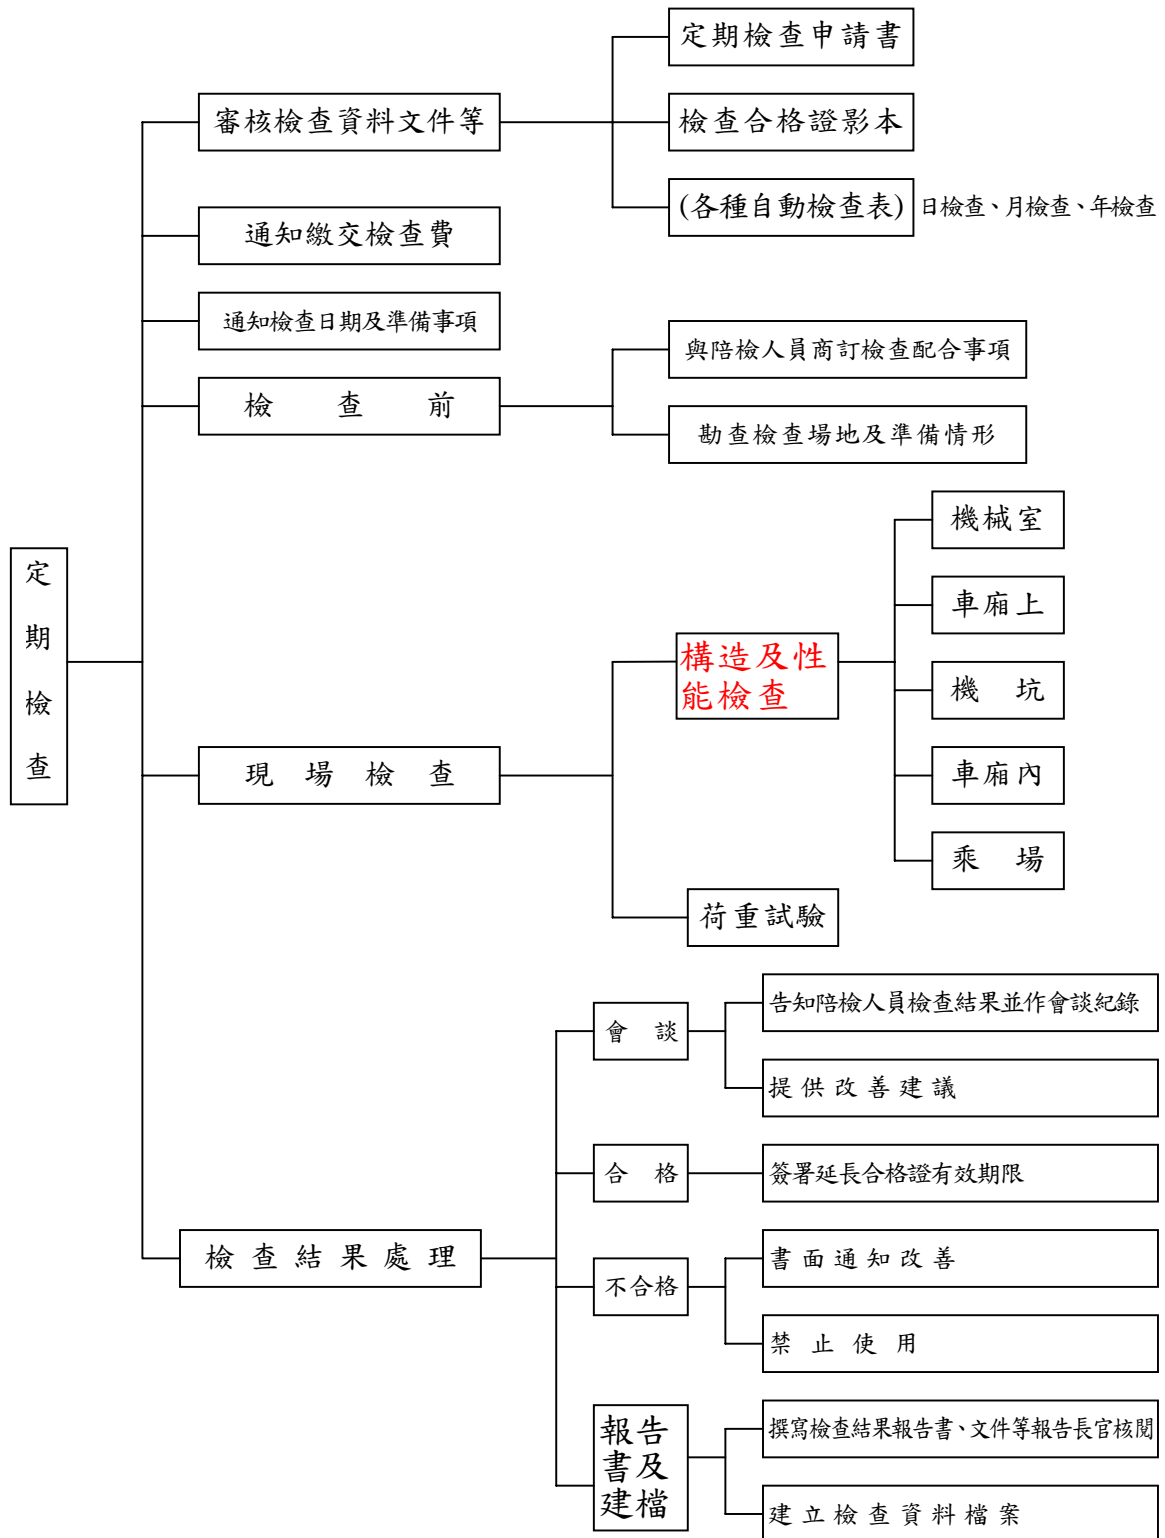 定期檢查申請書
審核檢查資料文件等
檢查合格證影本
(各種自動檢查表) 日檢查、月檢查、年檢查
通知繳交檢查費
通知檢查日期及準備事項
與陪檢人員商訂檢查配合事項
檢查前
勘查檢查場地及準備情形
機械室
定期檢查
車廂上
構造及性
能檢查
機坑
現場檢查
車廂內
乘場
荷重試驗
告知陪檢人員檢查結果並作會談紀錄
會談
提供改善建議
合格
簽署延長合格證有效期限
檢查結果處理
書面通知改善
不合格
禁止使用
報告
書及
建檔
撰寫檢查結果報告書、文件等報告長官核閱
建立檢查資料檔案